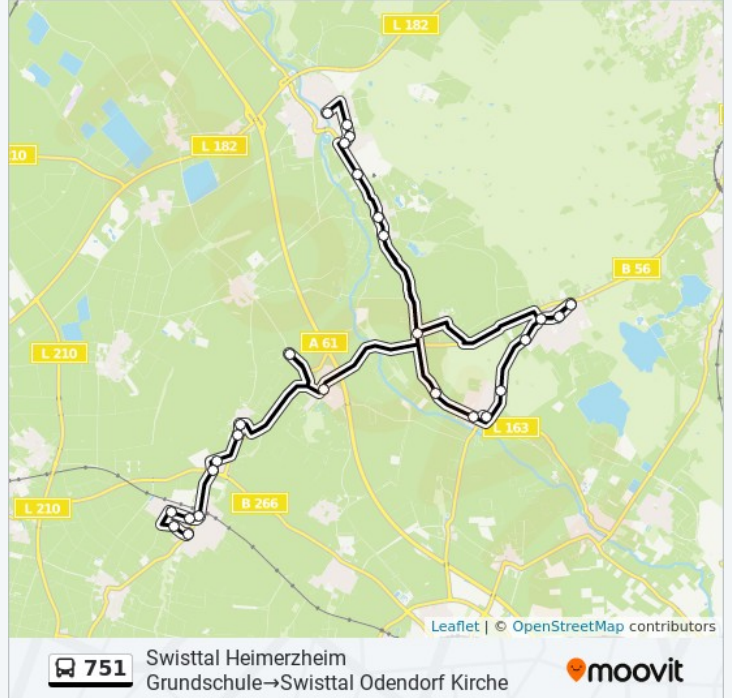 L 182
L 182
10
B 56
A 61
L 210
L 163
B 266
L 210
Leaflet | © OpenStreetMap contributors
751
Swisttal Heimerzheim
Grundschule→Swisttal Odendorf Kirche
moovit